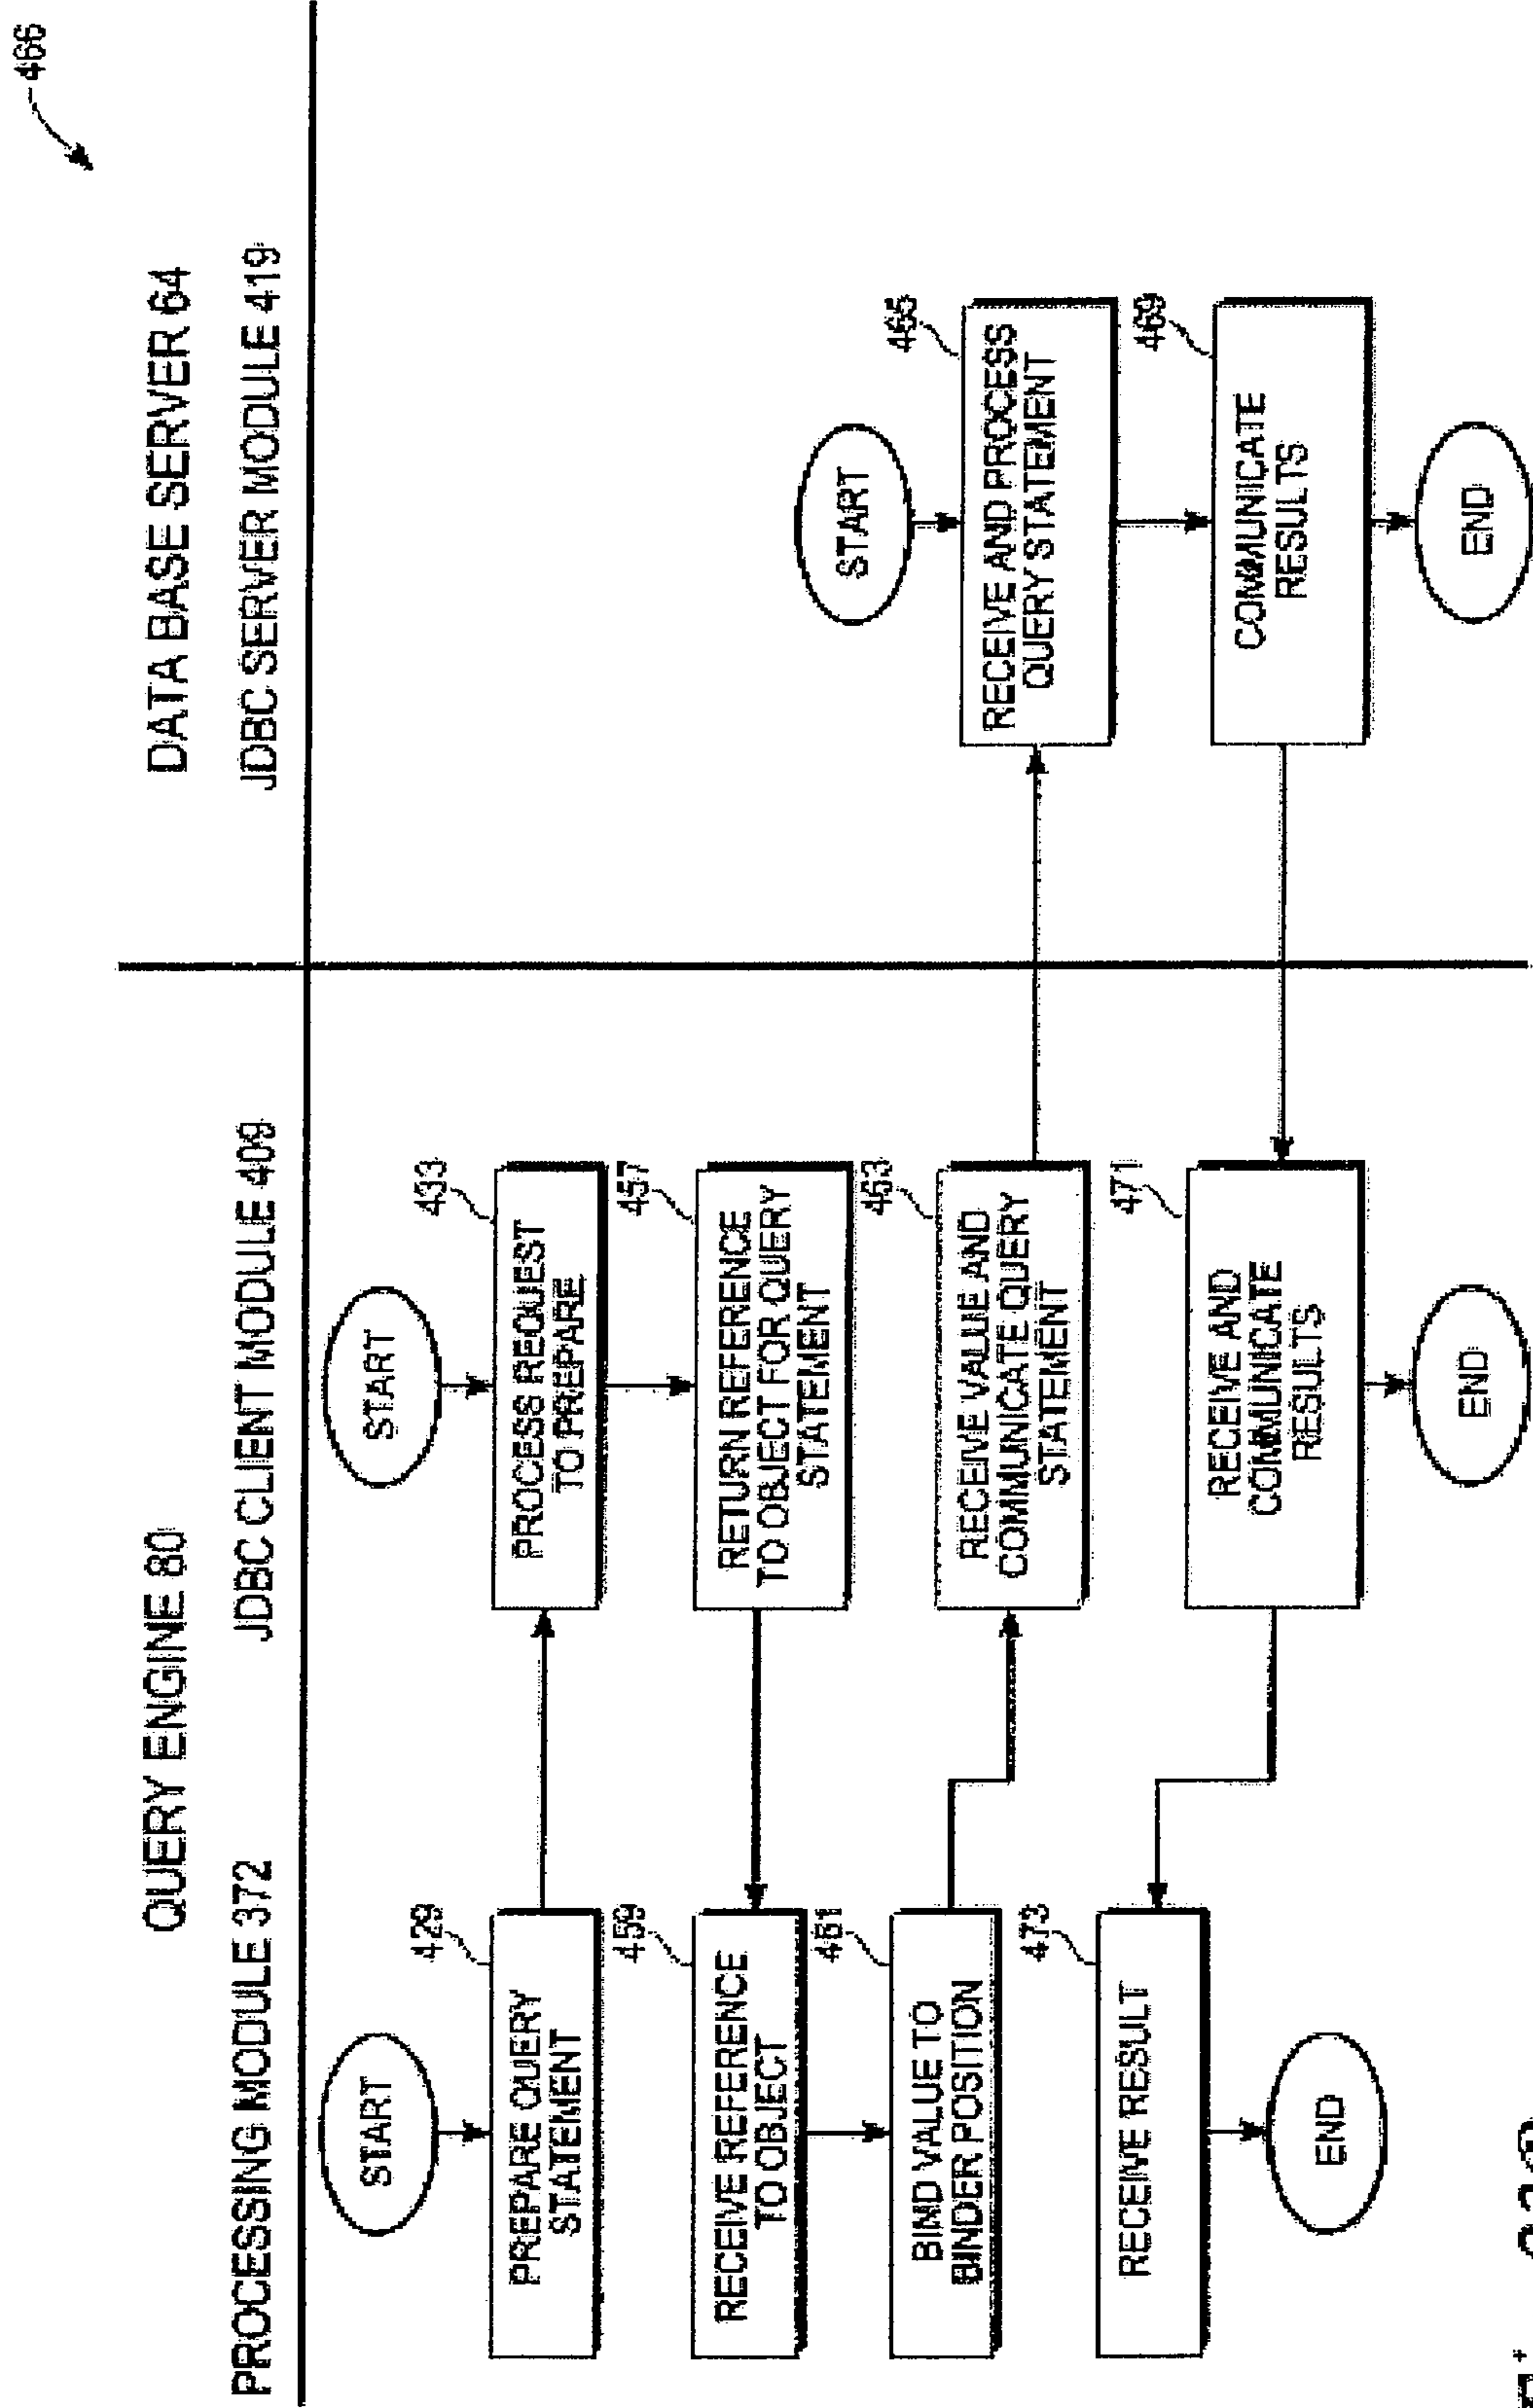 466
QUERY ENGINE 80
DATA BASE SERVER 64
PROCESSING MODULE 372
JDBC CLIENT MODULE 409
JDBC SERVER MODULE 419
START
START
429
PREPARE QUERY
STATEMENT
433
PROCESS REQUEST
TO PREPARE
457
RETURN REFERENCE
TO OBJECT FOR QUERY
STATEMENT
459
RECEIVE REFERENCE
TO OBJECT
461
BIND VALUE TO
BINDER POSITION
START
463
RECEIVE VALUE AND
COMMUNICATE QUERY
STATEMENT
465
RECEIVE AND PROCESS
QUERY STATEMENT
469
COMMUNICATE
RESULTS
471
RECEIVE AND
COMMUNICATE
RESULTS
473
RECEIVE RESULT
END
END
END